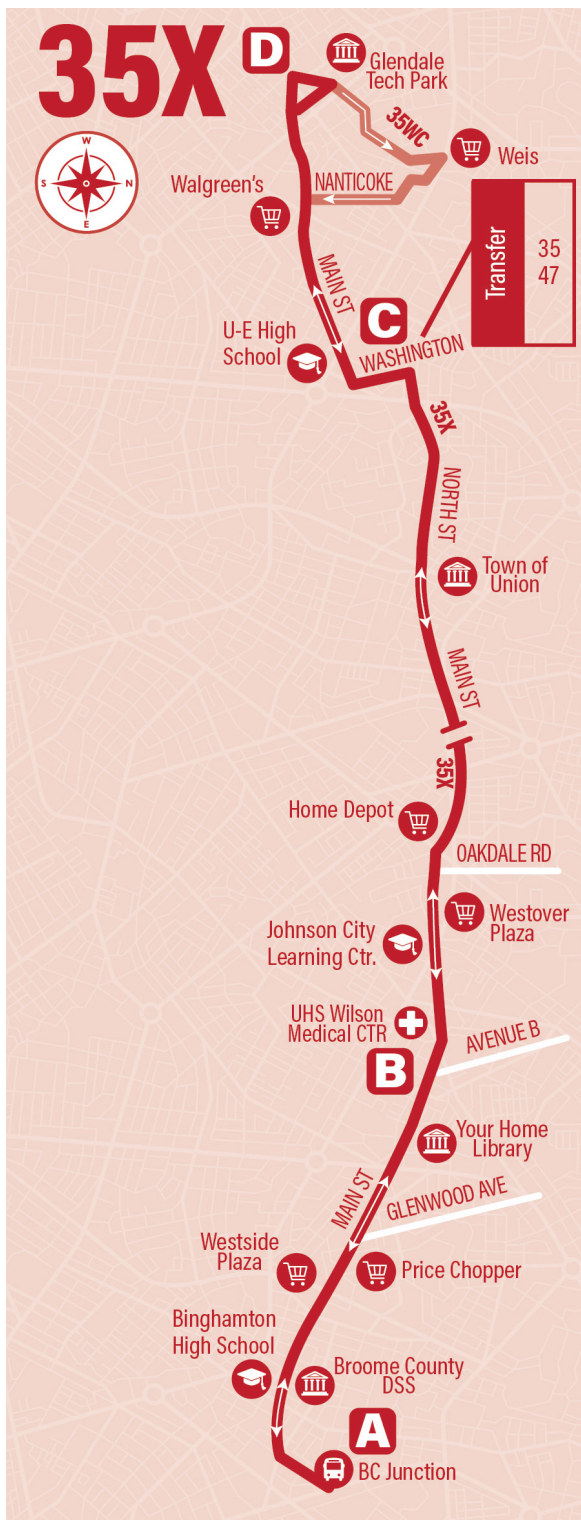 35X
D
Glendale
Tech Park
W
S
N
E
35WC
Weis
Walgreen's
NANTICOKE
Transfer
35
47
MAIN ST
C
U-E High
School
WASHINGTON
35X
NORTH ST
Town of
Union
MAIN ST
35X
Home Depot
OAKDALE RD
Westover
Plaza
Johnson City
Learning Ctr.
UHS Wilson
Medical CTR
AVENUE B
B
Your Home
Library
MAIN ST
GLENWOOD AVE
Westside
Plaza
Price Chopper
Binghamton
High School
Broome County
DSS
A
BC Junction